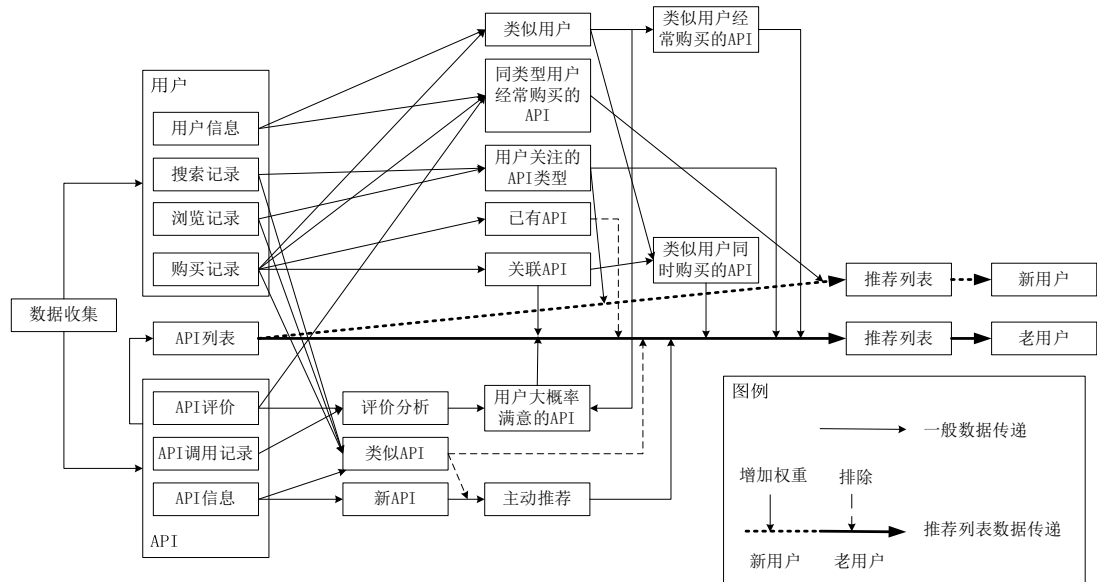 类似用户
类似用户经
常购买的API
用户
同类型用户
经常购买的
API
用户信息
搜索记录
用户关注的
API类型
浏览记录
已有API
购买记录
关联API
类似用户同
时购买的API
推荐列表
新用户
数据收集
API列表
推荐列表
老用户
API评价
评价分析
用户大概率
满意的API
API调用记录
类似API
API信息
新API
主动推荐
API
图例
一般数据传递
增加权重
排除
推荐列表数据传递
新用户
老用户